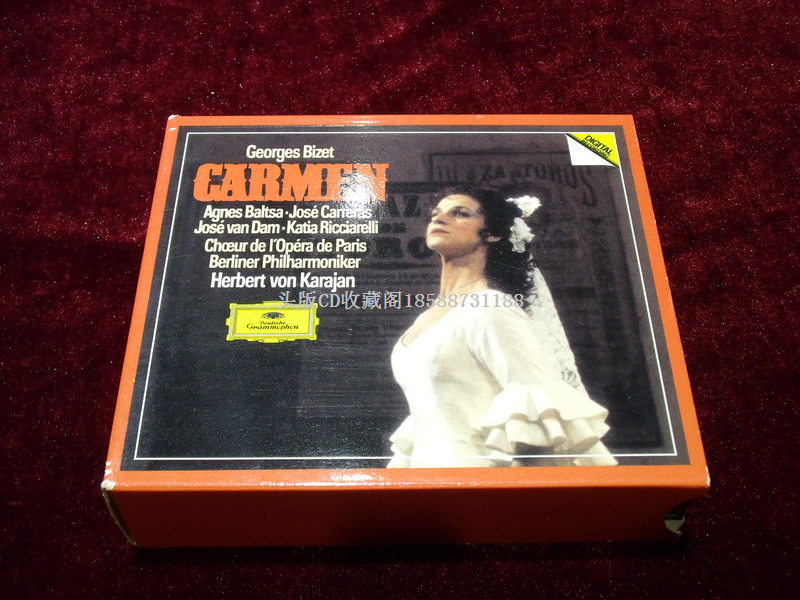 Georges Bizet
CARMEN
Agnes Baltsa · José Carreras
José van Dam · Katia Ricciarelli
Chœur de l'Opéra de Paris
Berliner Philharmoniker
Herbert von Karajan
头版CD收藏阁18588731188
Deutsche
Grammophon
DIGITAL